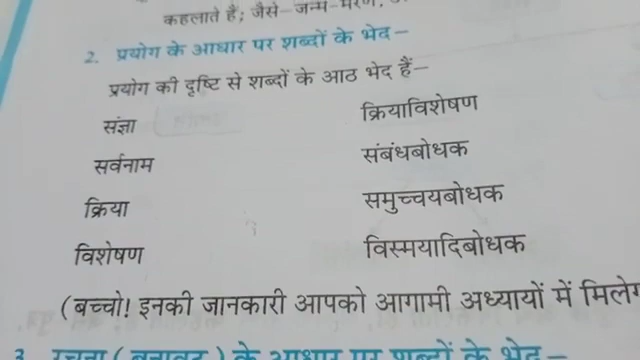 कहलाते हैं; जैसे–जन्म-मरण,
2. प्रयोग के आधार पर शब्दों के भेद–
प्रयोग की दृष्टि से शब्दों के आठ भेद हैं–
संज्ञा क्रियाविशेषण
सर्वनाम संबंधबोधक
क्रिया समुच्चयबोधक
विशेषण विस्मयादिबोधक
(बच्चो! इनकी जानकारी आपको आगामी अध्यायों में
3. रचना (बनावट) के आधार पर शब्दों के भेद–